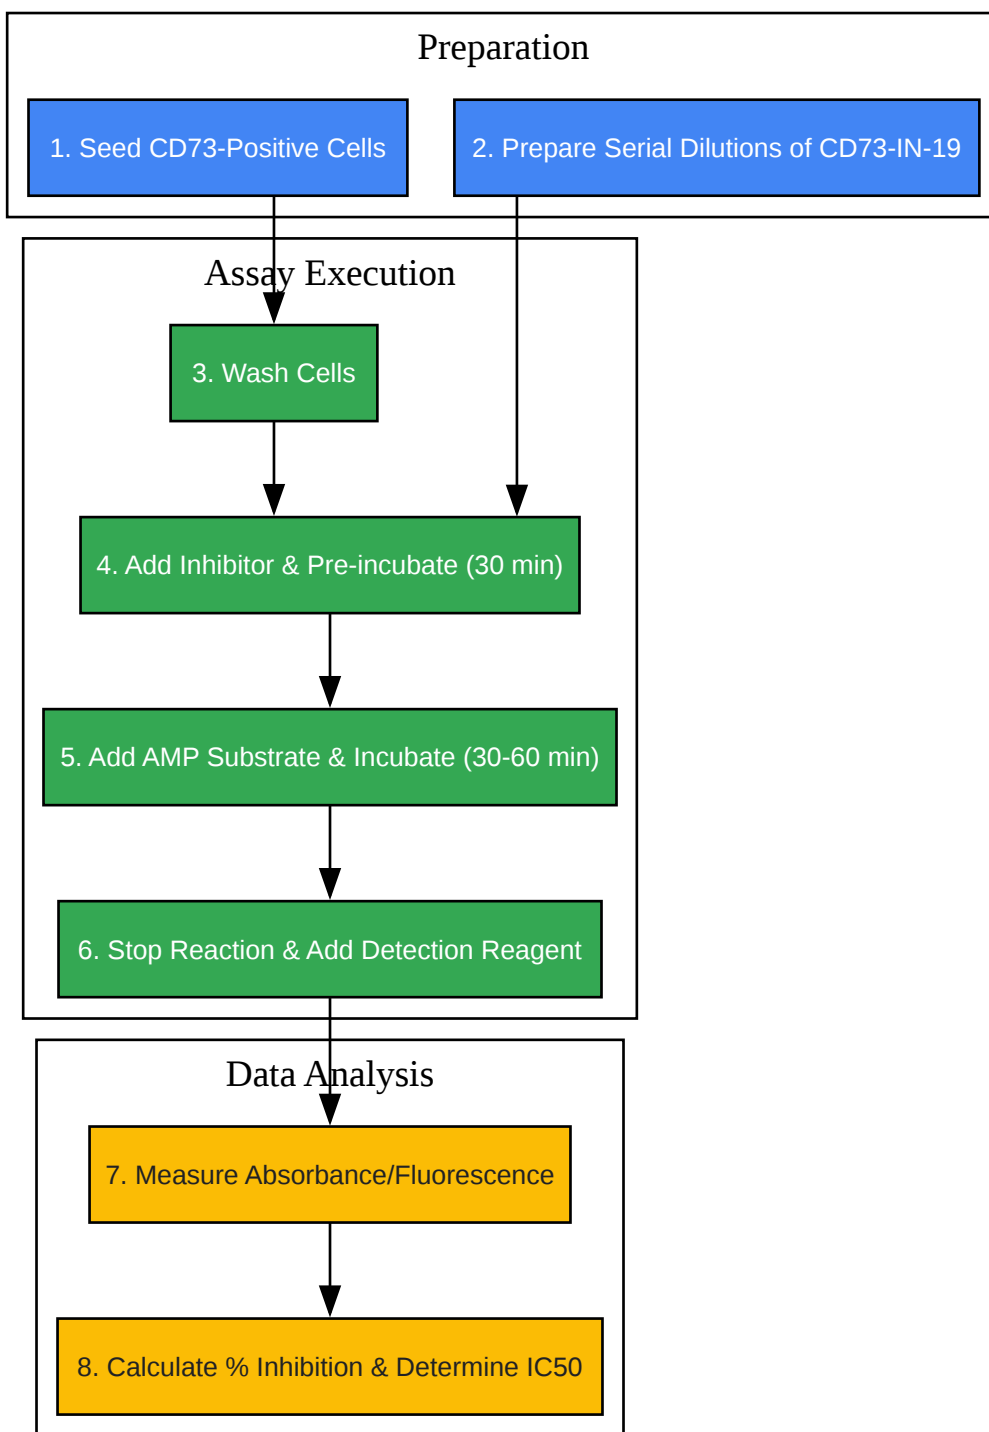 Preparation
1. Seed CD73-Positive Cells
2. Prepare Serial Dilutions of CD73-IN-19
Assay Execution
3. Wash Cells
4. Add Inhibitor & Pre-incubate (30 min)
5. Add AMP Substrate & Incubate (30-60 min)
6. Stop Reaction & Add Detection Reagent
Data Analysis
7. Measure Absorbance/Fluorescence
8. Calculate % Inhibition & Determine IC50